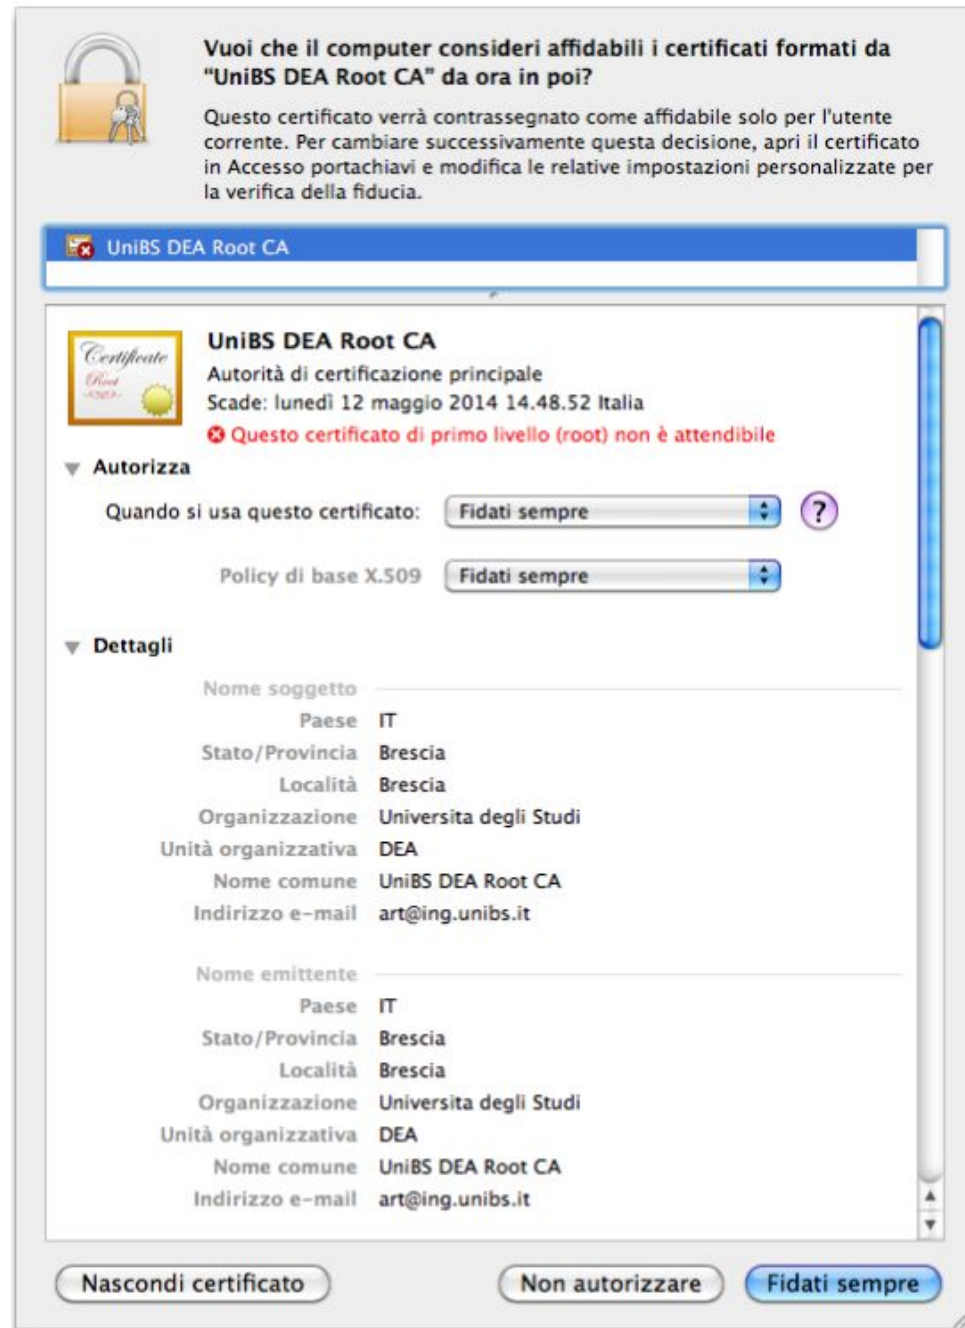 Vuoi che il computer consideri affidabili i certificati formati da
"UniBS DEA Root CA" da ora in poi?
Questo certificato verrà contrassegnato come affidabile solo per l'utente
corrente. Per cambiare successivamente questa decisione, apri il certificato
in Accesso portachiavi e modifica le relative impostazioni personalizzate per
la verifica della fiducia.
UniBS DEA Root CA
Certificate
Root
UniBS DEA Root CA
Autorità di certificazione principale
Scade: lunedì 12 maggio 2014 14.48.52 Italia
Questo certificato di primo livello (root) non è attendibile
Autorizza
Quando si usa questo certificato: Fidati sempre ?
Policy di base X.509 Fidati sempre
Dettagli
Nome soggetto
Paese IT
Stato/Provincia Brescia
Località Brescia
Organizzazione Universita degli Studi
Unità organizzativa DEA
Nome comune UniBS DEA Root CA
Indirizzo e-mail art@ing.unibs.it
Nome emittente
Paese IT
Stato/Provincia Brescia
Località Brescia
Organizzazione Universita degli Studi
Unità organizzativa DEA
Nome comune UniBS DEA Root CA
Indirizzo e-mail art@ing.unibs.it
Nascondi certificato Non autorizzare Fidati sempre